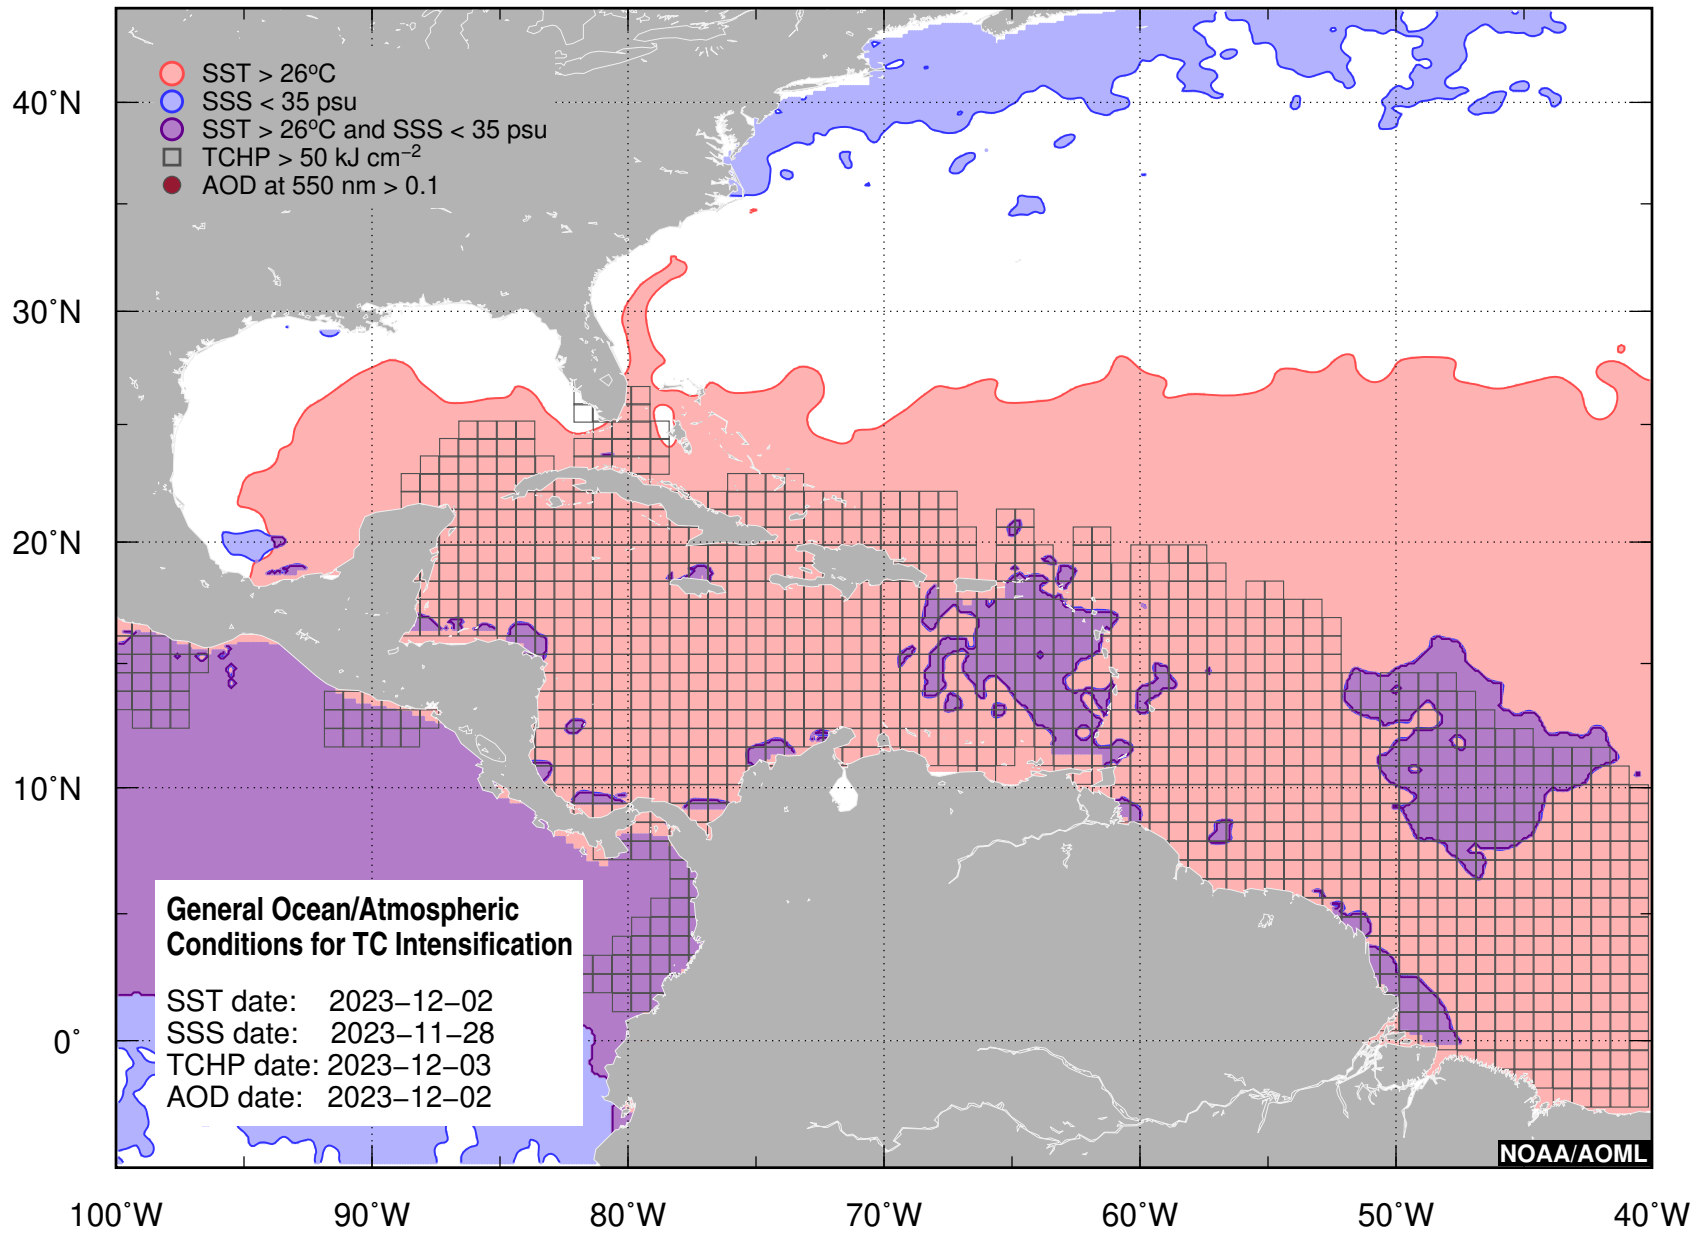 SST > 26ºC
SSS < 35 psu
SST > 26ºC and SSS < 35 psu
TCHP > 50 kJ cm−2
AOD at 550 nm > 0.1
40˚N
30˚N
20˚N
10˚N
0˚
General Ocean/Atmospheric
Conditions for TC Intensification
SST date: 2023−12−02
SSS date: 2023−11−28
TCHP date: 2023−12−03
AOD date: 2023−12−02
NOAA/AOML
100˚W 90˚W 80˚W 70˚W 60˚W 50˚W 40˚W